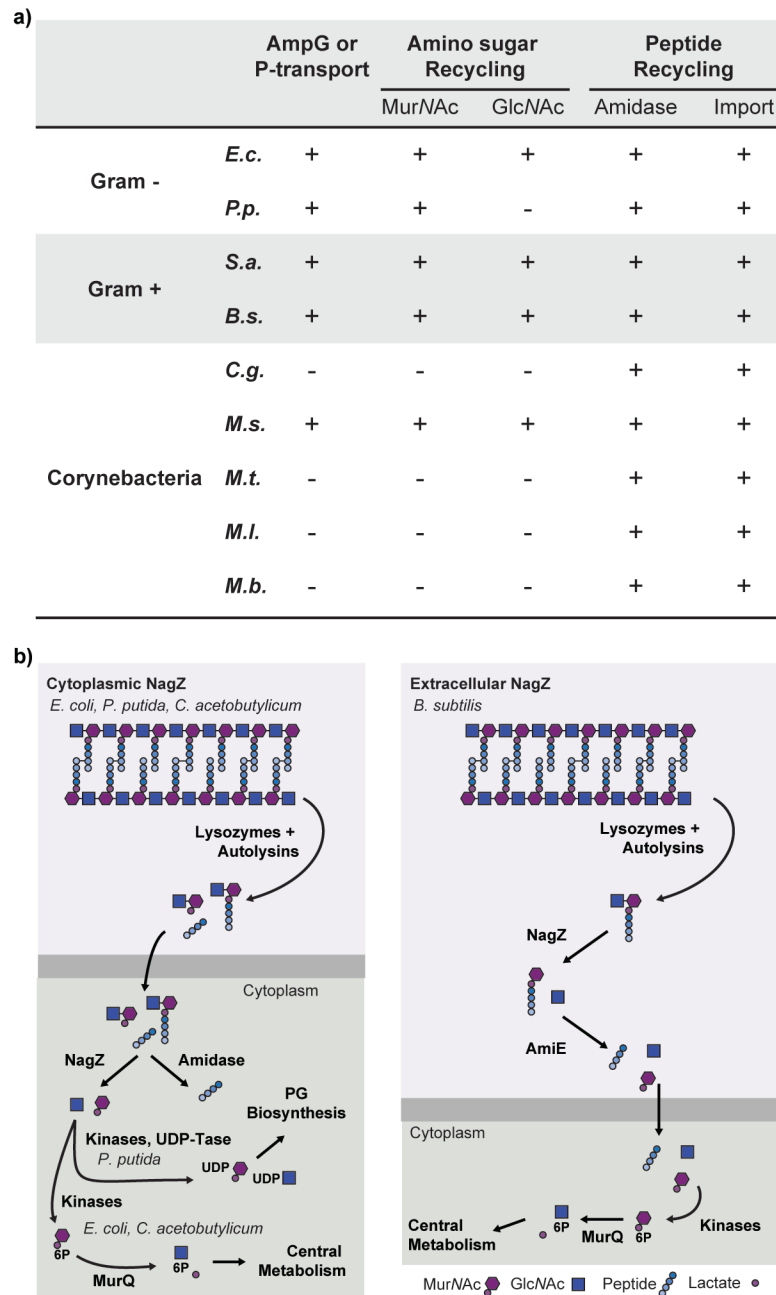 a)
AmpG or Amino sugar Peptide
P-transport Recycling Recycling
MurNAc GlcNAc Amidase Import
E.c. + + + + +
Gram -
P.p. + + - + +
S.a. + + + + +
Gram +
B.s. + + + + +
C.g. - - - + +
M.s. + + + + +
Corynebacteria M.t. - - - + +
M.l. - - - + +
M.b. - - - + +
b)
Cytoplasmic NagZ
E. coli, P. putida, C. acetobutylicum
Lysozymes +
Autolysins
Cytoplasm
NagZ Amidase
PG
Biosynthesis
Kinases, UDP-Tase
P. putida
UDP
UDP
Kinases
E. coli, C. acetobutylicum
6P
MurQ
6P
Central
Metabolism
Extracellular NagZ
B. subtilis
Lysozymes +
Autolysins
NagZ
AmiE
Cytoplasm
Central
Metabolism
6P
MurQ
6P
Kinases
MurNAc GlcNAc Peptide Lactate